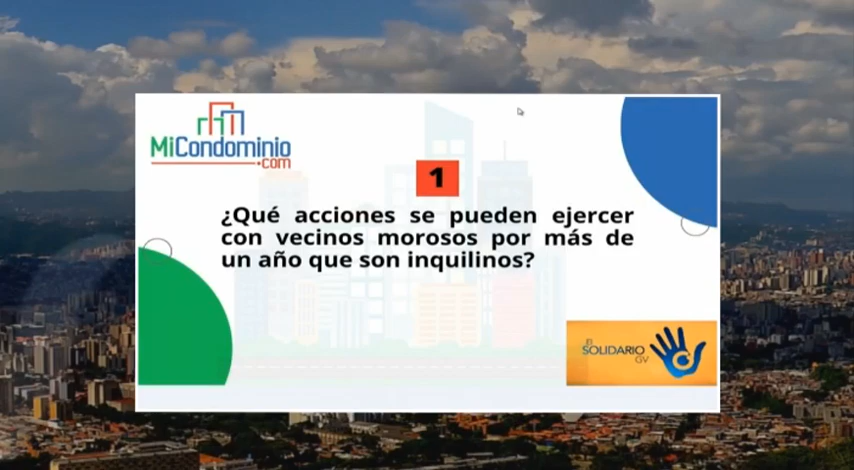 MiCondominio
.com
1
¿Qué acciones se pueden ejercer
con vecinos morosos por más de
un año que son inquilinos?
El
SOLIDARIO
GV